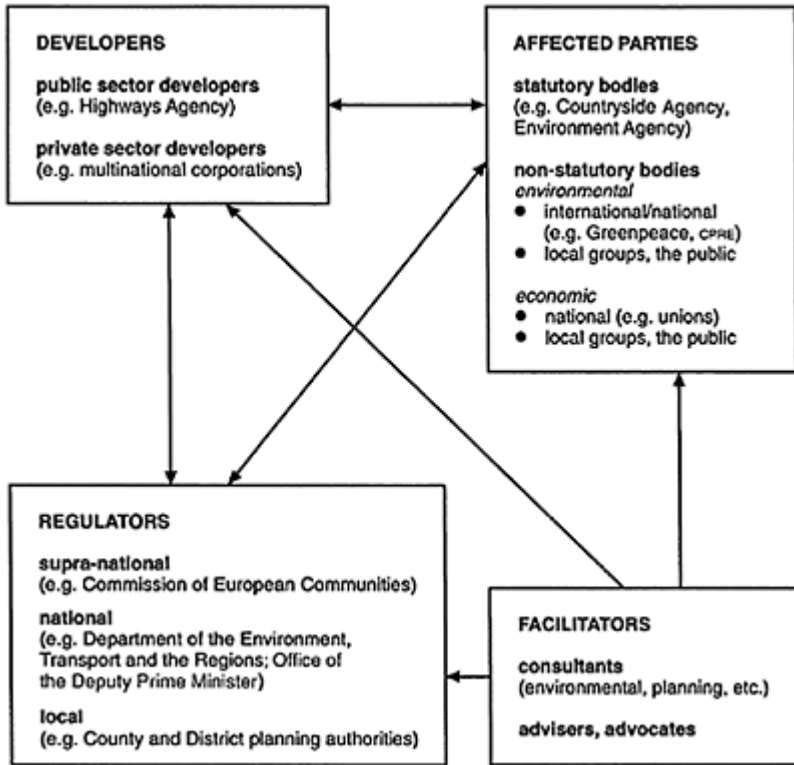 DEVELOPERS
public sector developers
(e.g. Highways Agency)
private sector developers
(e.g. multinational corporations)
AFFECTED PARTIES
statutory bodies
(e.g. Countryside Agency,
Environment Agency)
non-statutory bodies
environmental
● international/national
(e.g. Greenpeace, CPRE)
● local groups, the public
economic
● national (e.g. unions)
● local groups, the public
REGULATORS
supra-national
(e.g. Commission of European Communities)
national
(e.g. Department of the Environment,
Transport and the Regions; Office of
the Deputy Prime Minister)
local
(e.g. County and District planning authorities)
FACILITATORS
consultants
(environmental, planning, etc.)
advisers, advocates